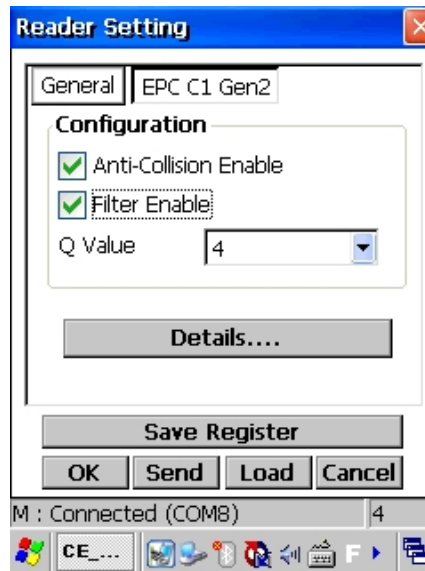 Reader Setting
General EPC C1 Gen2
Configuration
Anti-Collision Enable
Filter Enable
Q Value 4
Details....
Save Register
OK Send Load Cancel
M : Connected (COM8) 4
CE_... F